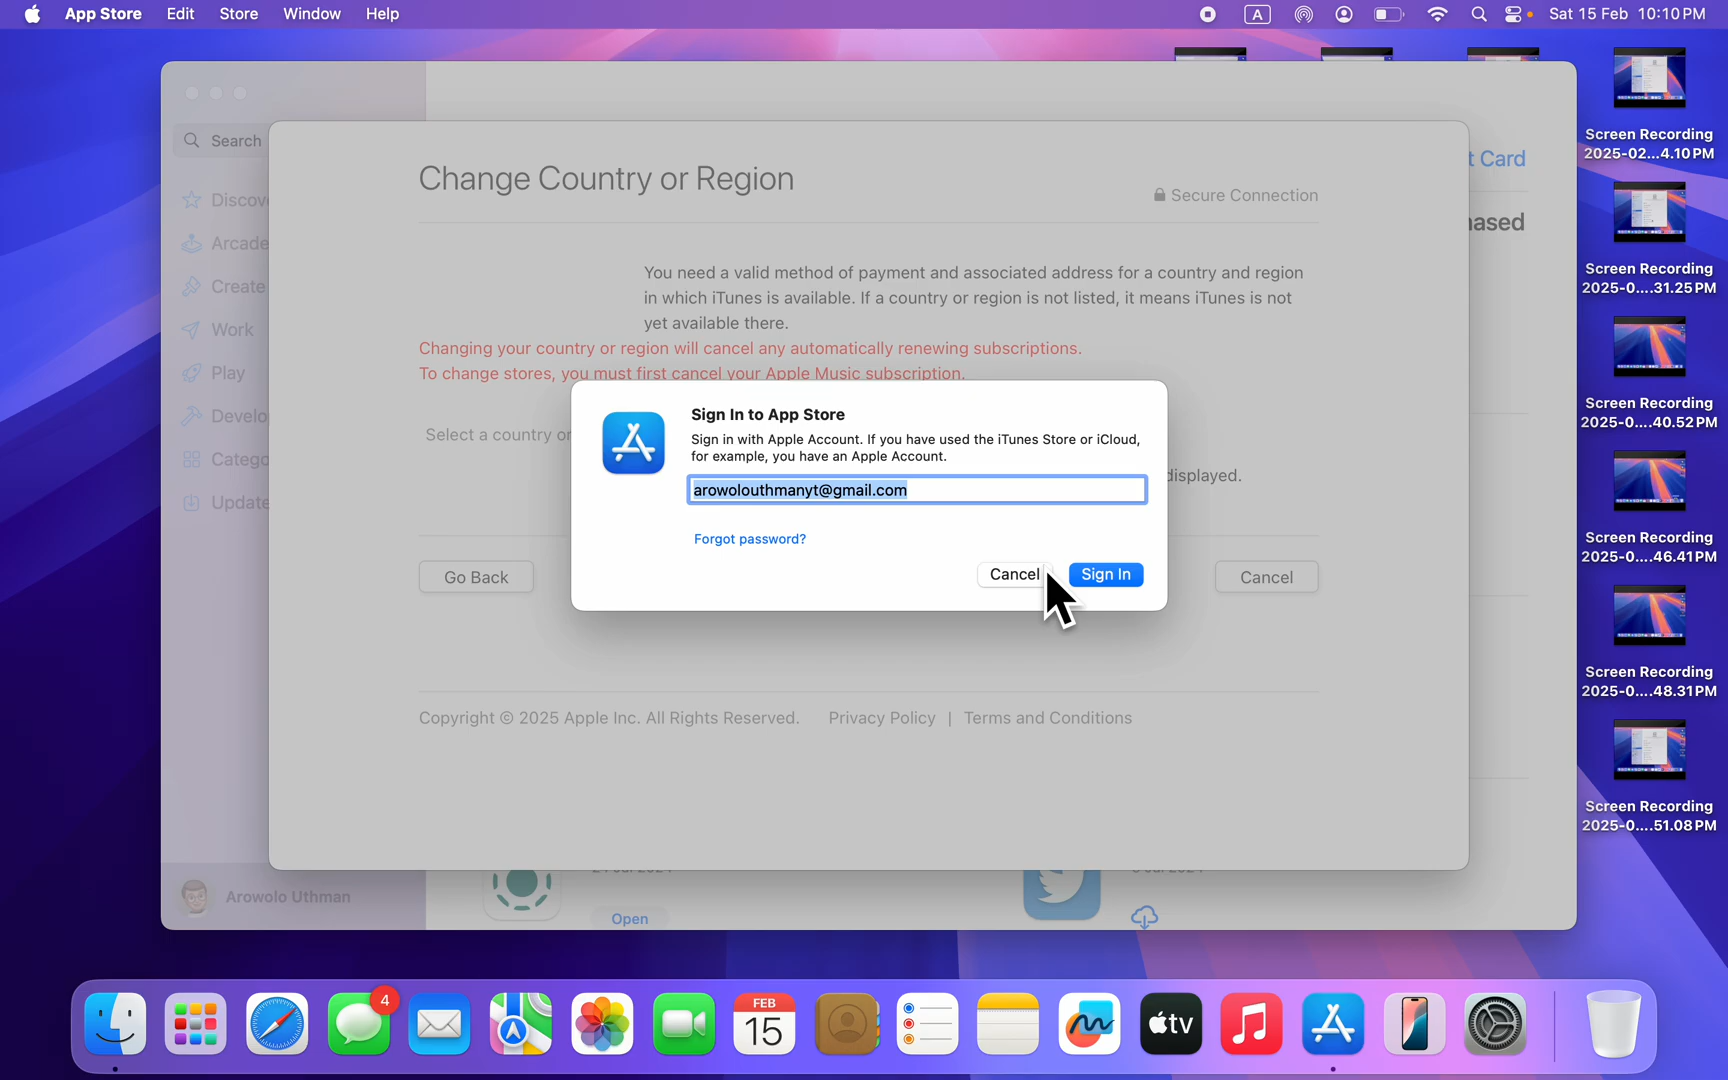 App Store Edit Store Window Help
A Sat 15 Feb 10:10 PM
Search
Discov
Arcade
Create
Work
Play
Develo
Catego
Update
Arowolo Uthman
t Card
ased
Change Country or Region
Secure Connection
You need a valid method of payment and associated address for a country and region
in which iTunes is available. If a country or region is not listed, it means iTunes is not
yet available there.
Changing your country or region will cancel any automatically renewing subscriptions.
To change stores, you must first cancel your Apple Music subscription.
Select a country or
displayed.
Sign In to App Store
Sign in with Apple Account. If you have used the iTunes Store or iCloud,
for example, you have an Apple Account.
arowolouthmanyt@gmail.com
Forgot password?
Cancel Sign In
Go Back Cancel
Copyright © 2025 Apple Inc. All Rights Reserved. Privacy Policy | Terms and Conditions
Open
Screen Recording
2025-02...4.10 PM
Screen Recording
2025-0....31.25 PM
Screen Recording
2025-0....40.52 PM
Screen Recording
2025-0....46.41 PM
Screen Recording
2025-0....48.31 PM
Screen Recording
2025-0....51.08 PM
4
FEB
15
tv